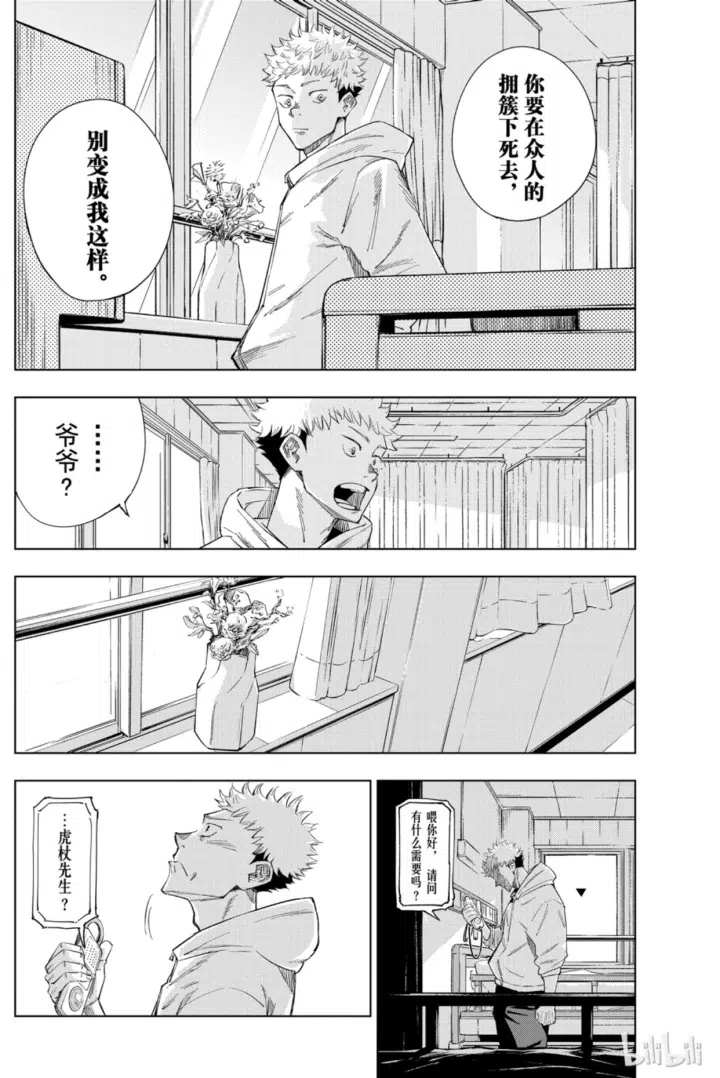 你要在众人的
拥簇下死去，
别变成我这样。
……
爷爷？
喂你好，请问
有什么需要吗？
…虎杖先生？
bilibili